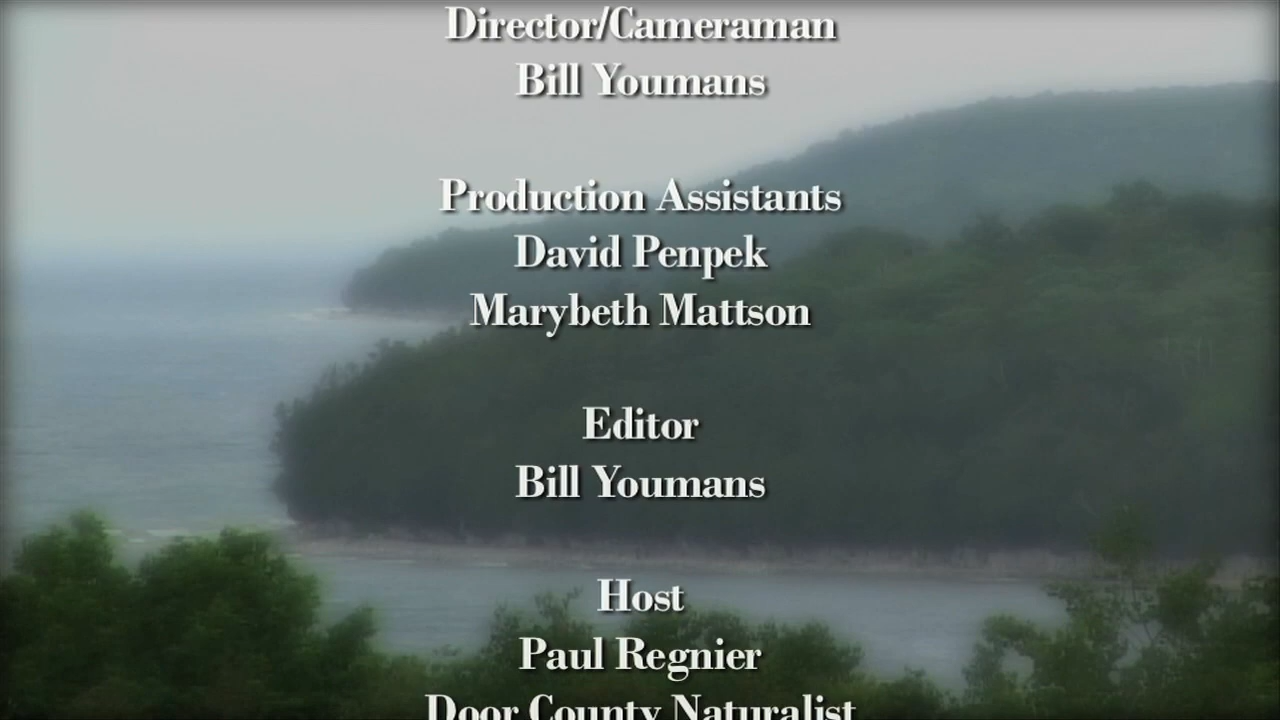 Director/Cameraman
Bill Youmans
Production Assistants
David Penpek
Marybeth Mattson
Editor
Bill Youmans
Host
Paul Regnier
Door County Naturalist